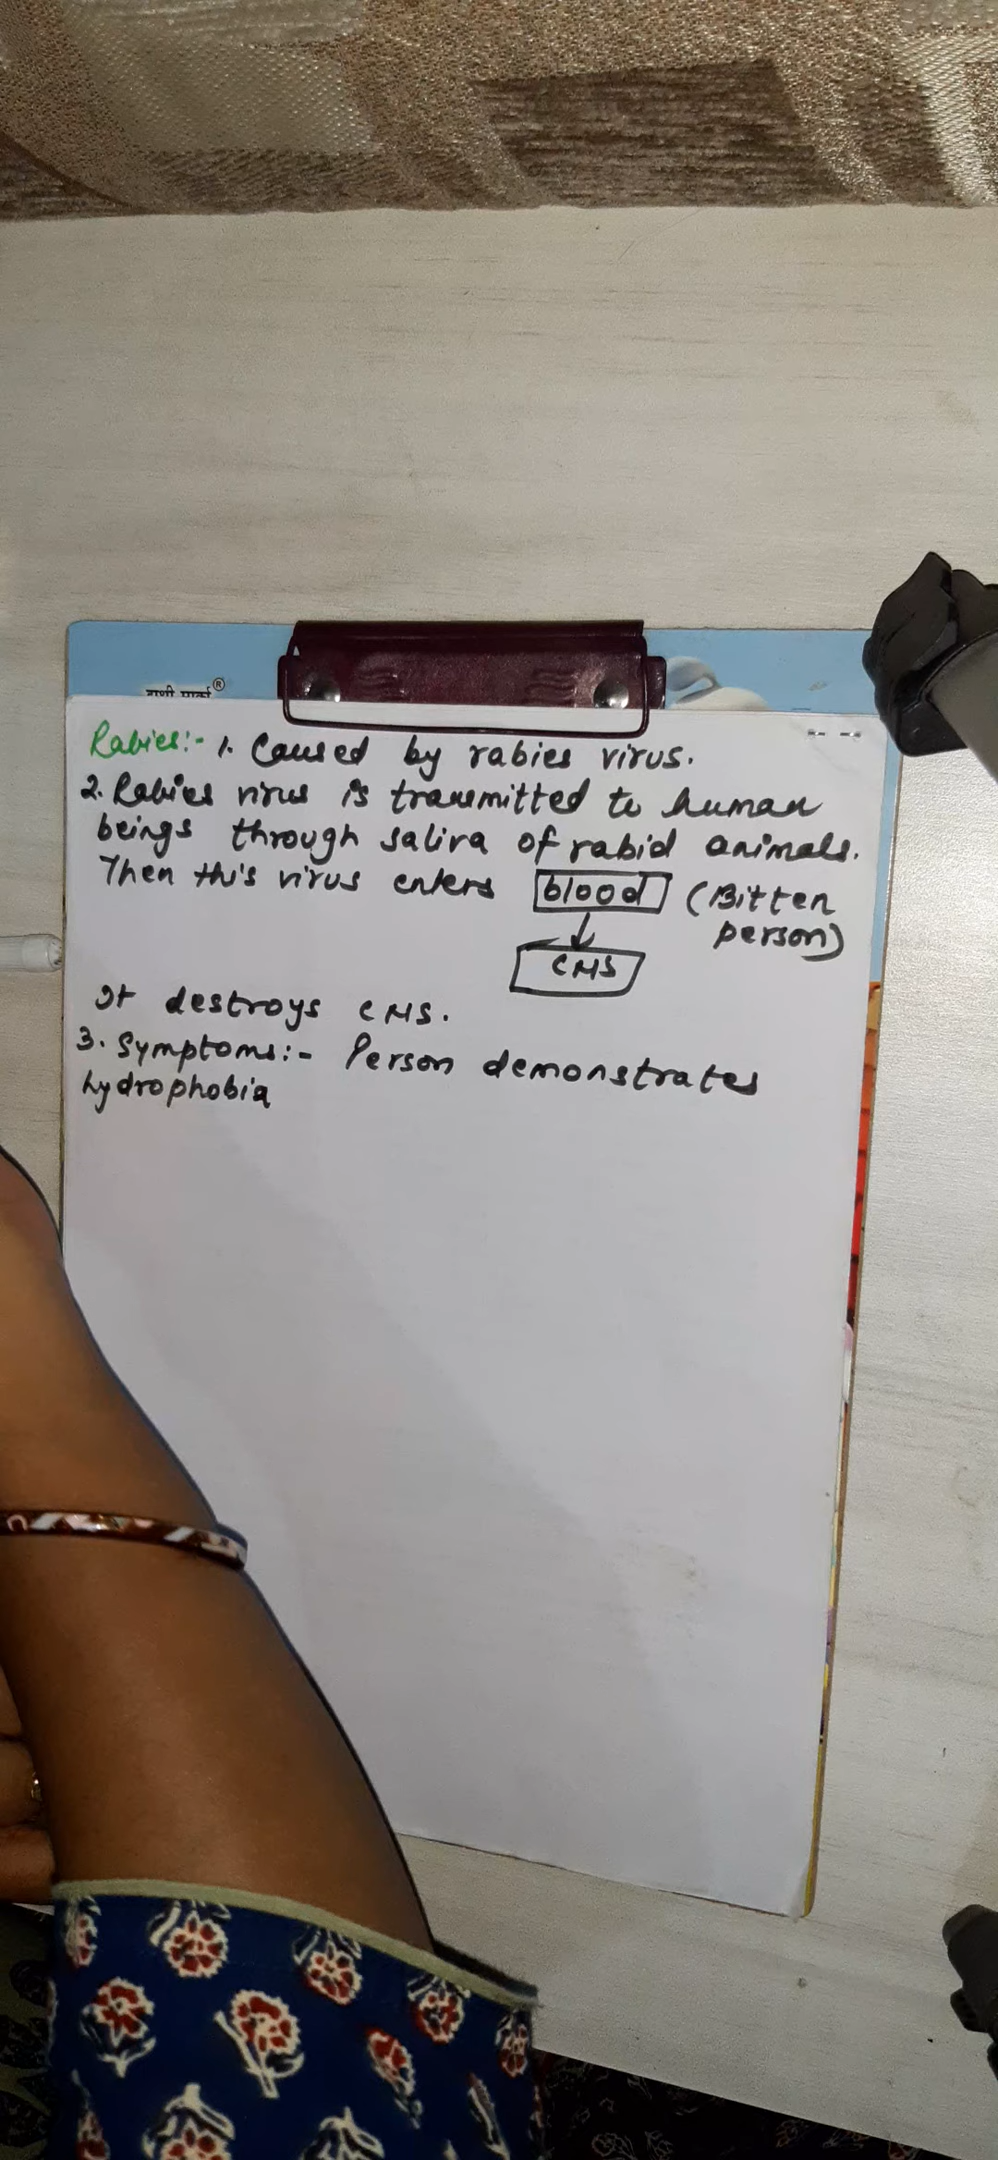 Rabies:- 1. Caused by rabies virus.
2. Rabies virus is transmitted to human
beings through saliva of rabid animals.
Then this virus enters blood (Bitten
person)
↓
CNS
It destroys CNS.
3. Symptoms:- Person demonstrates
hydrophobia